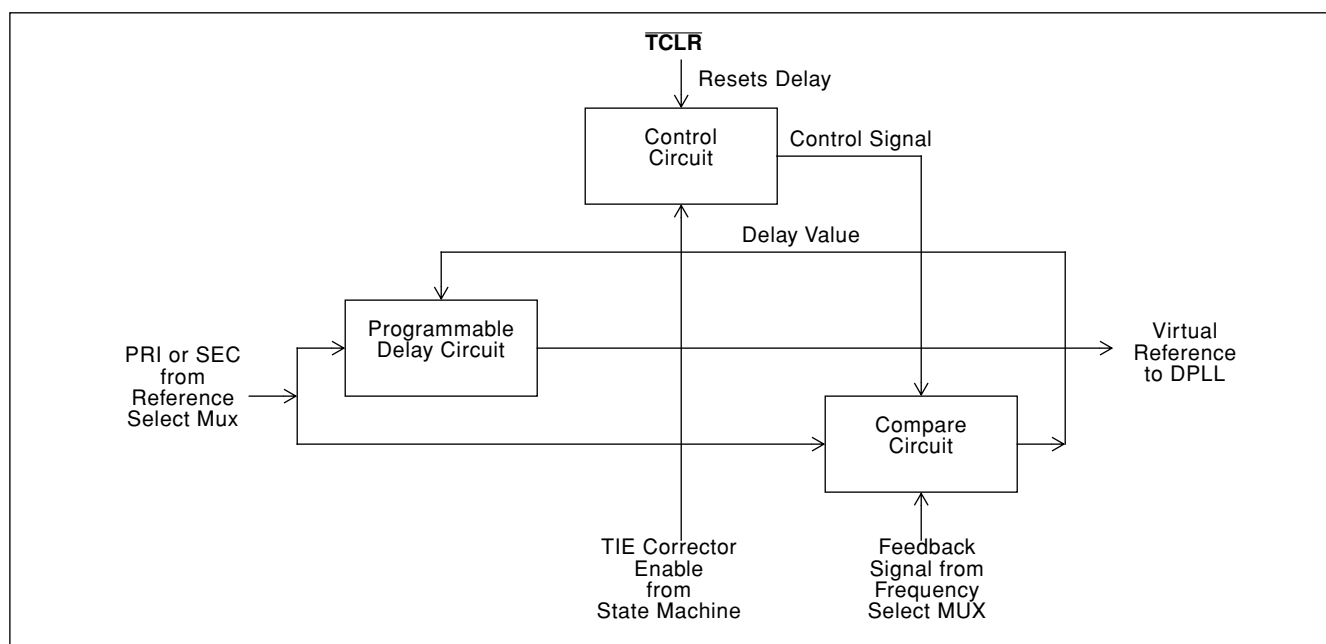 TCLR
Resets Delay
Control
Circuit
Control Signal
Delay Value
Programmable
Delay Circuit
PRI or SEC
from
Reference
Select Mux
Virtual
Reference
to DPLL
Compare
Circuit
TIE Corrector
Enable
from
State Machine
Feedback
Signal from
Frequency
Select MUX